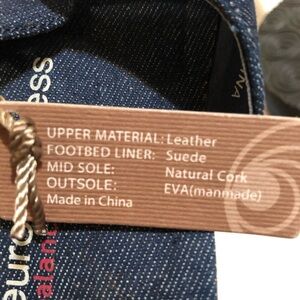 UPPER MATERIAL: Leather
FOOTBED LINER: Suede
MID SOLE: Natural Cork
OUTSOLE: EVA(manmade)
Made in China